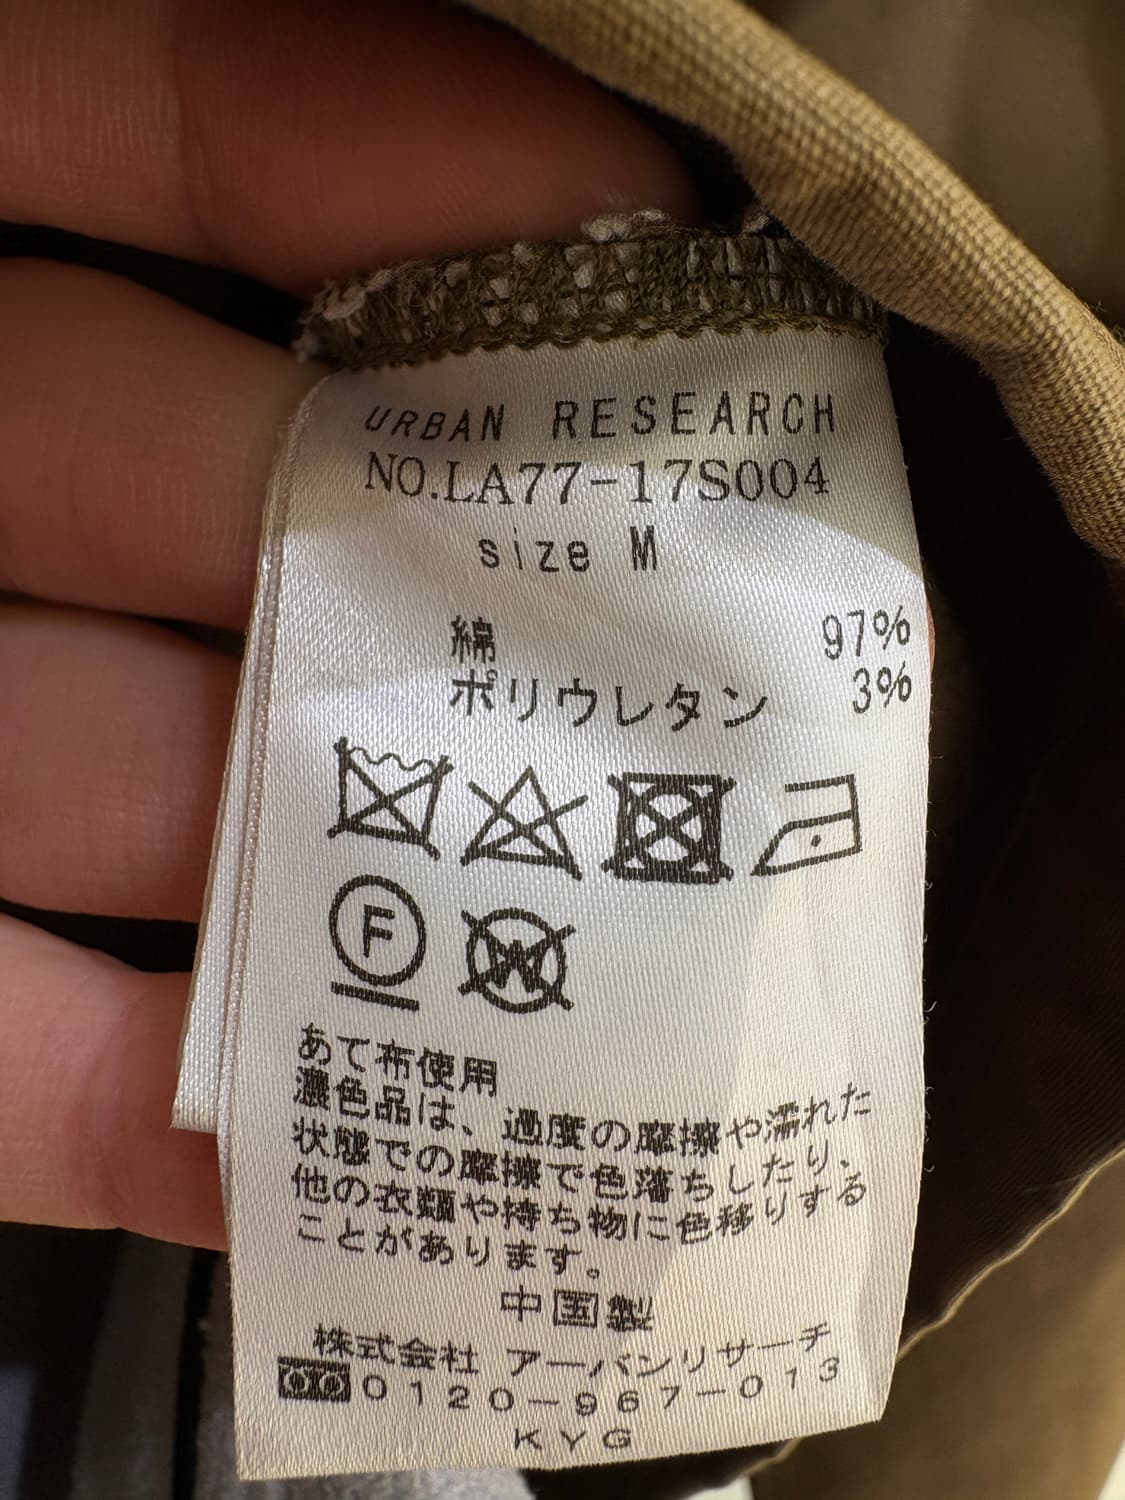 URBAN RESEARCH
NO.LA77-17S004
size M
綿 97%
ポリウレタン 3%
F
W
あて布使用
濃色品は、過度の摩擦や濡れた
状態での摩擦で色落ちしたり、
他の衣類や持ち物に色移りする
ことがあります。
中国製
株式会社 アーバンリサーチ
0120-967-013
KYG